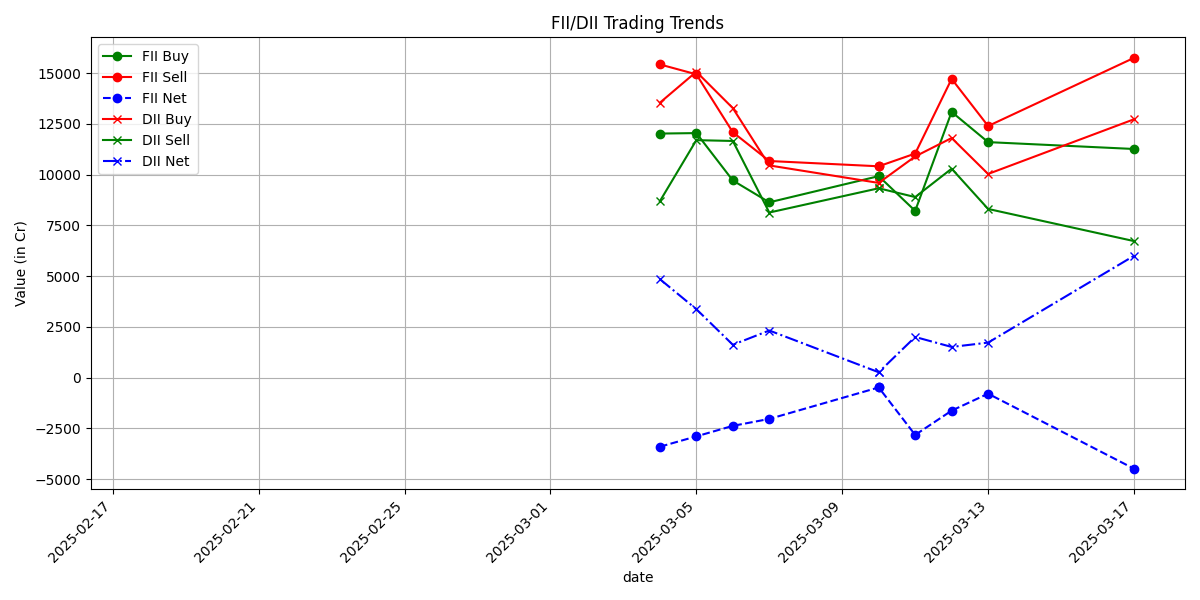 FII/DII Trading Trends
FII Buy
FII Sell
FII Net
DII Buy
DII Sell
DII Net
15000
12500
10000
7500
5000
2500
0
−2500
−5000
Value (in Cr)
2025-02-17
2025-02-21
2025-02-25
2025-03-01
2025-03-05
2025-03-09
2025-03-13
2025-03-17
date